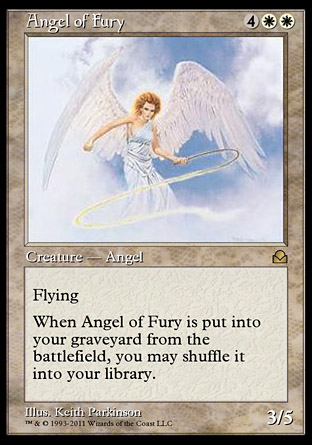 Angel of Fury 4
Creature — Angel
Flying
When Angel of Fury is put into
your graveyard from the
battlefield, you may shuffle it
into your library.
Illus. Keith Parkinson
™ & © 1993-2011 Wizards of the Coast LLC
3/5